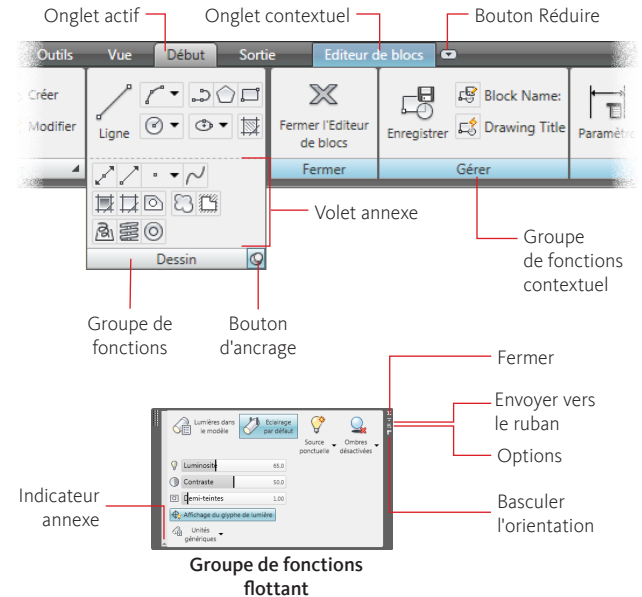 Onglet actif
Onglet contextuel
Bouton Réduire
Outils
Vue
Début
Sortie
Editeur de blocs
Créer
Modifier
Ligne
Fermer l'Editeur
de blocs
Enregistrer
Block Name:
Drawing Title
Paramètre
Fermer
Gérer
Dessin
Volet annexe
Groupe
de fonctions
contextuel
Groupe de
fonctions
Bouton
d'ancrage
Fermer
Envoyer vers
le ruban
Options
Basculer
l'orientation
Indicateur
annexe
Lumières dans
le modèle
Eclairage
par défaut
Source
ponctuelle
Ombres
désactivées
Luminosité
65.0
Contraste
50.0
Demi-teintes
1.00
Affichage du glyphe de lumière
Unités
génériques
Groupe de fonctions
flottant